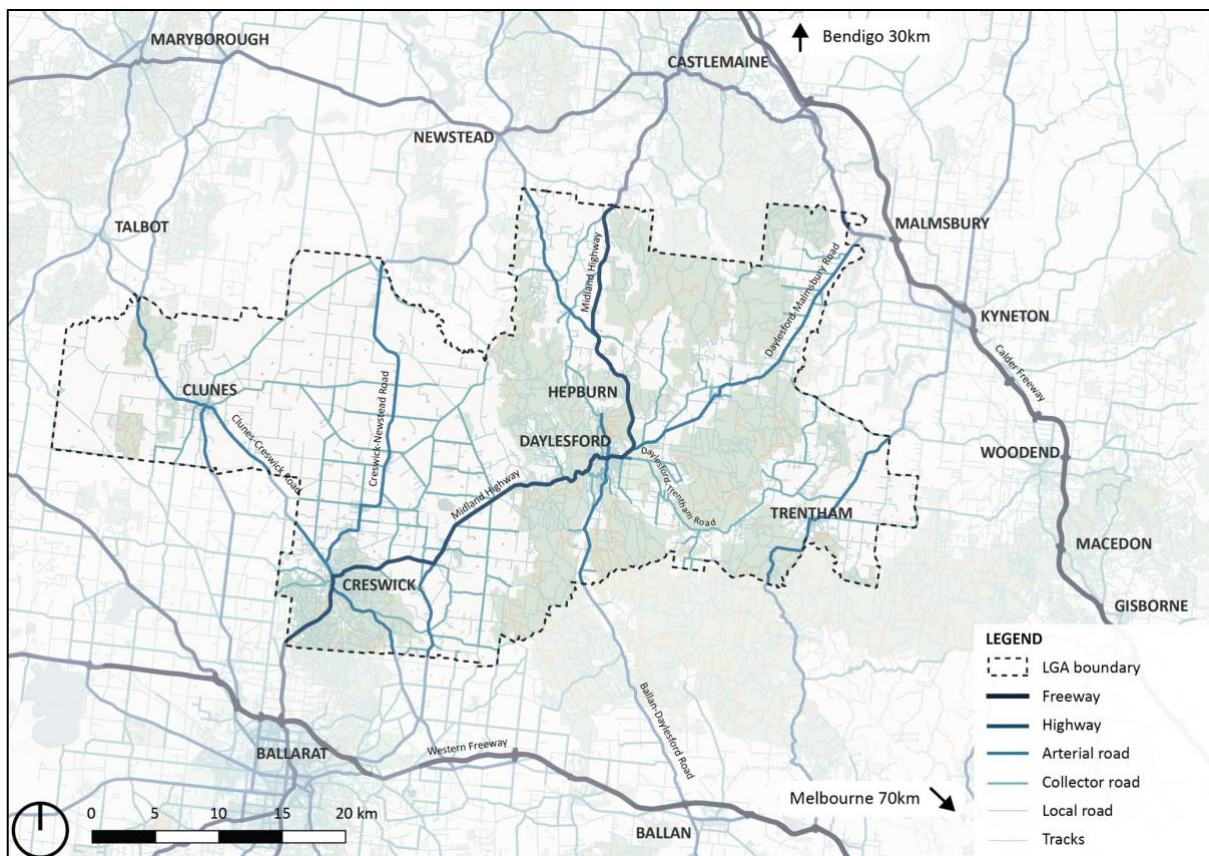 MARYBOROUGH
Bendigo 30km
CASTLEMAINE
NEWSTEAD
TALBOT
MALMSBURY
Midland Highway
Daylesford-Malmsbury Road
KYNETON
Calder Freeway
CLUNES
HEPBURN
Creswick-Newstead Road
Clunes-Creswick Road
DAYLESFORD
WOODEND
Midland Highway
Daylesford-Trentham Road
TRENTHAM
MACEDON
CRESWICK
GISBORNE
Ballan-Daylesford Road
BALLARAT
Western Freeway
Melbourne 70km
BALLAN
0 5 10 15 20 km
LEGEND
LGA boundary
Freeway
Highway
Arterial road
Collector road
Local road
Tracks